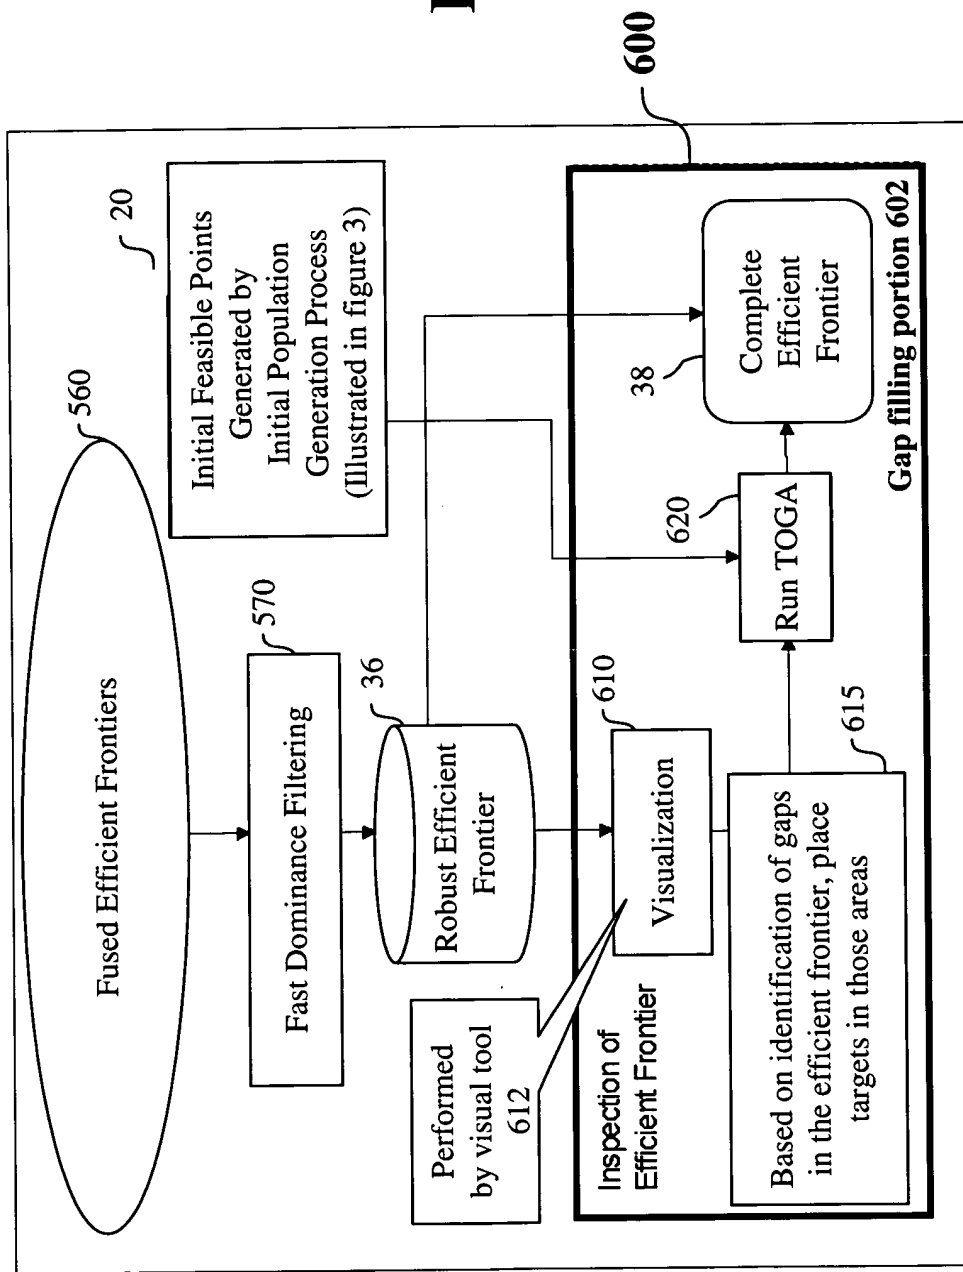 Fused Efficient Frontiers
560
20
Initial Feasible Points
Generated by
Initial Population
Generation Process
(Illustrated in figure 3)
Fast Dominance Filtering
570
Robust Efficient
Frontier
36
600
Performed
by visual tool
612
Inspection of
Efficient Frontier
Visualization
610
Based on identification of gaps
in the efficient frontier, place
targets in those areas
615
Run TOGA
620
Complete
Efficient
Frontier
38
Gap filling portion 602